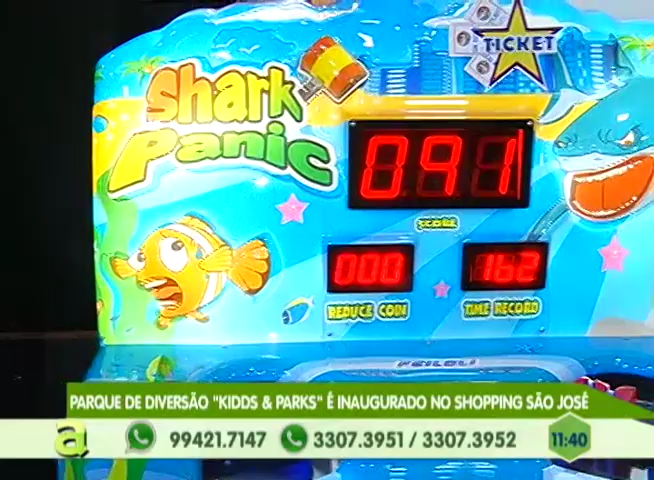 TICKET
Shark
Panic
091
SCORE
000
162
REDUCE COIN
TIME RECORD
PARQUE DE DIVERSÃO "KIDDS & PARKS" É INAUGURADO NO SHOPPING SÃO JOSÉ
a 99421.7147 3307.3951 / 3307.3952 11:40